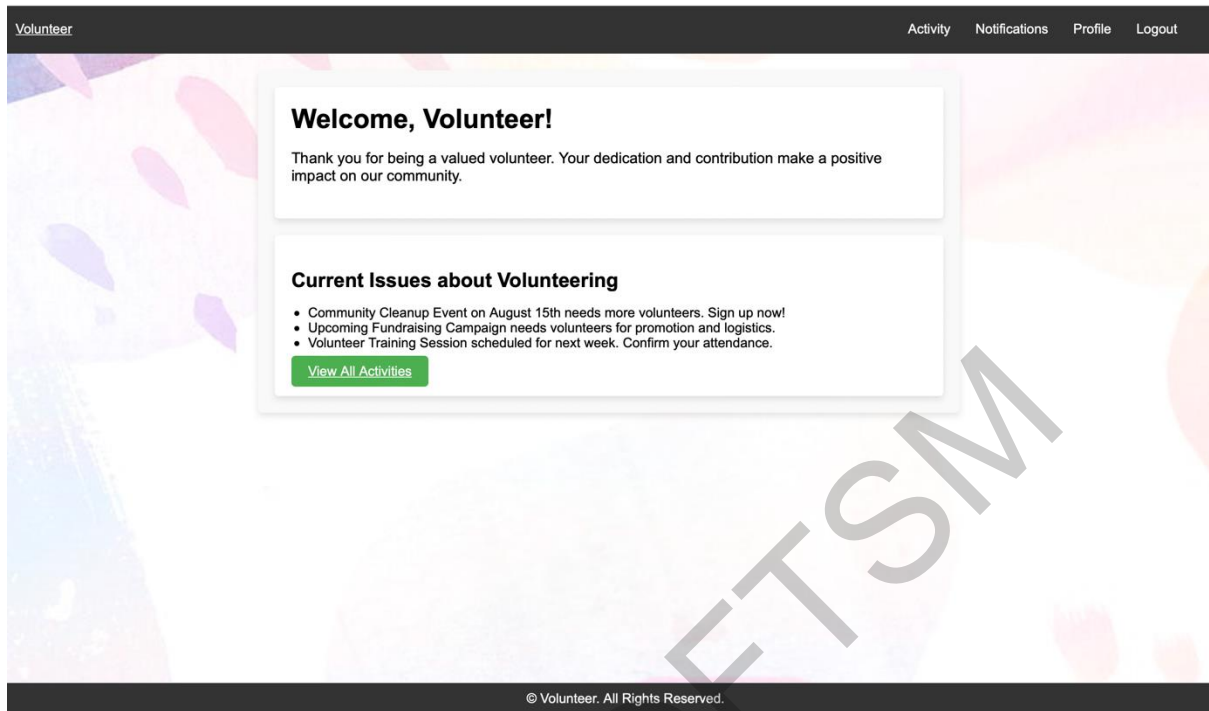 Volunteer
Activity Notifications Profile Logout
Welcome, Volunteer!
Thank you for being a valued volunteer. Your dedication and contribution make a positive
impact on our community.
Current Issues about Volunteering
• Community Cleanup Event on August 15th needs more volunteers. Sign up now!
• Upcoming Fundraising Campaign needs volunteers for promotion and logistics.
• Volunteer Training Session scheduled for next week. Confirm your attendance.
View All Activities
© Volunteer. All Rights Reserved.
FTSM